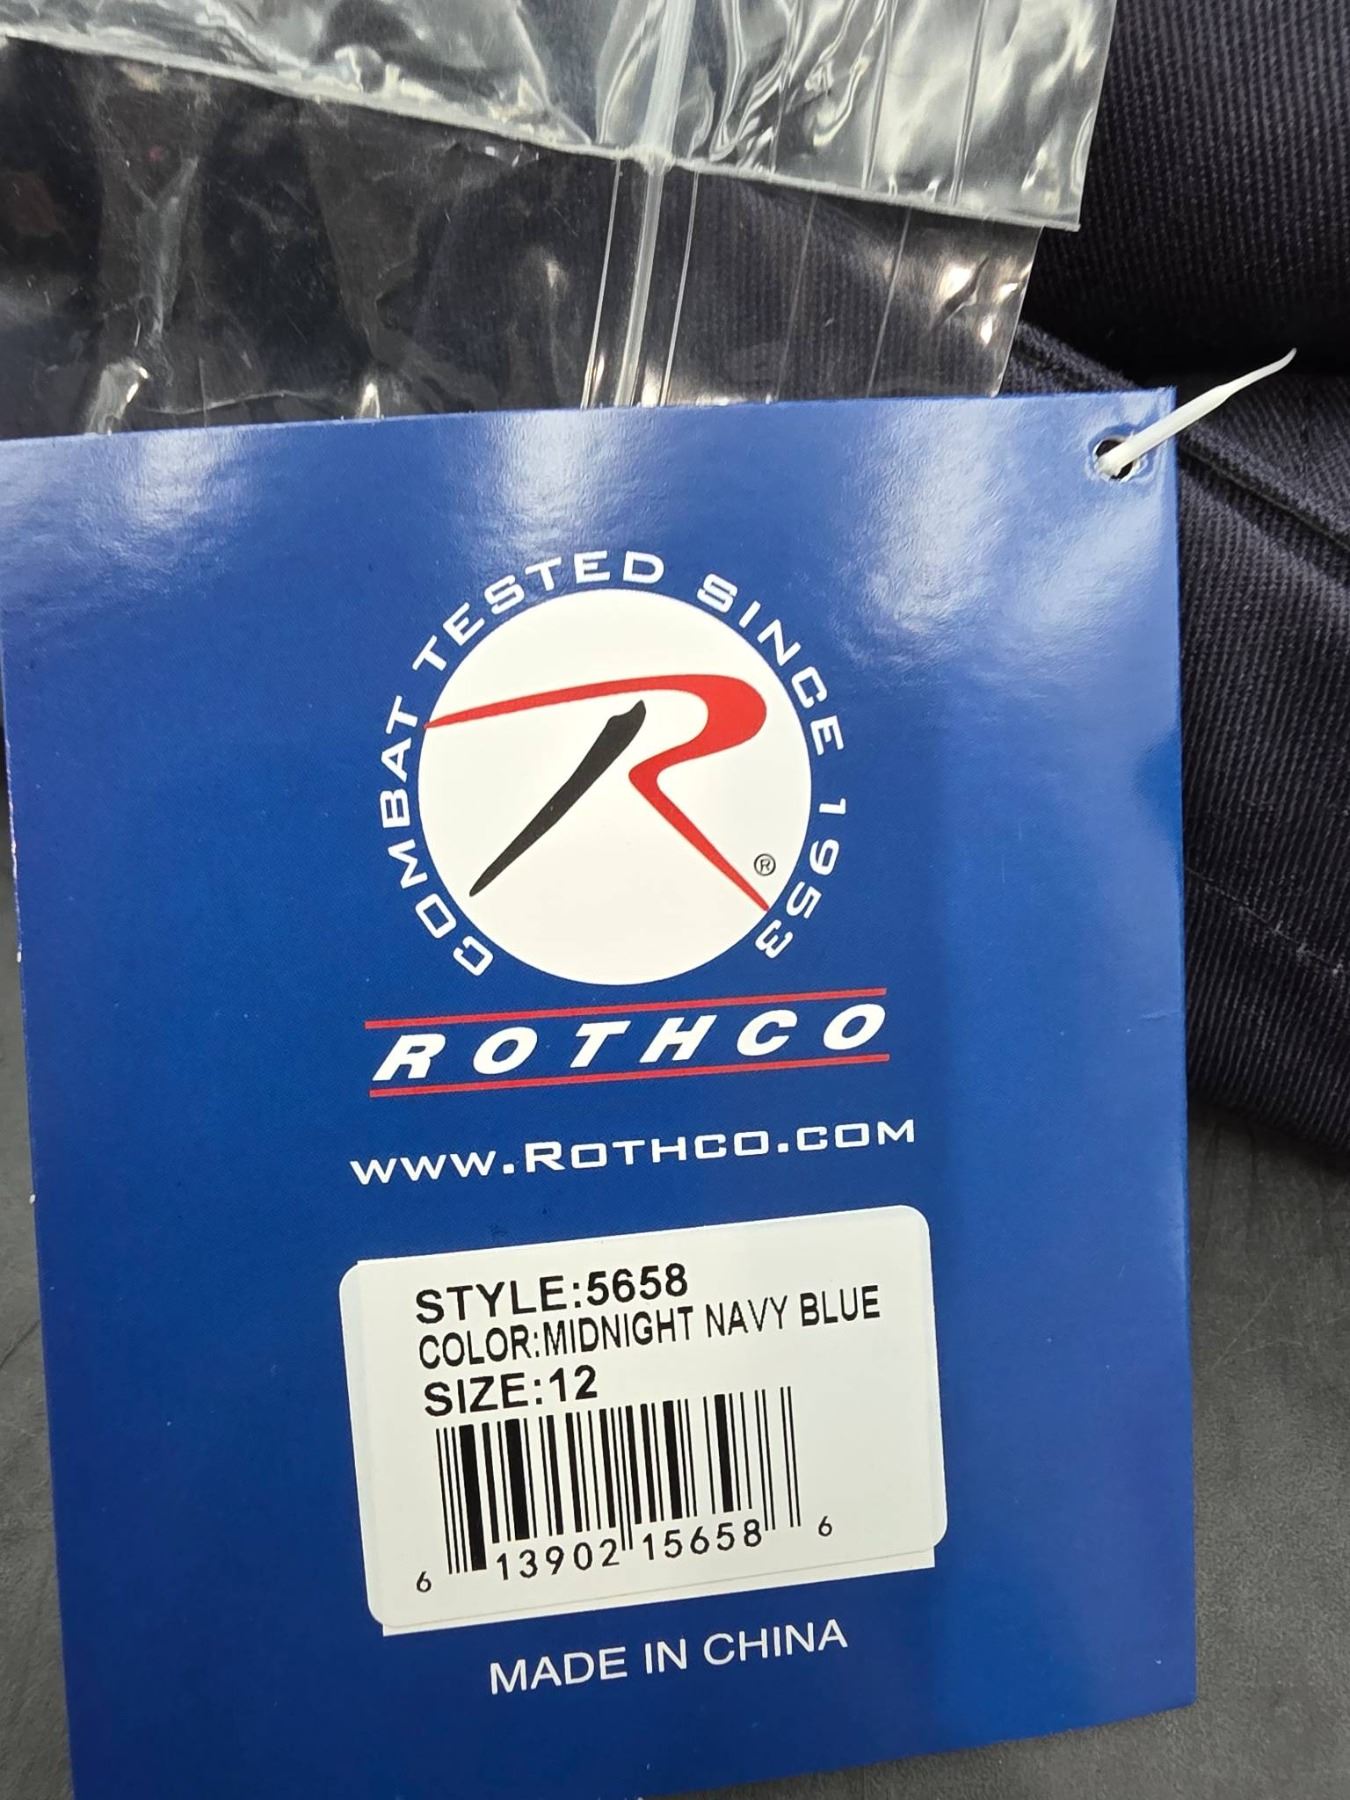 COMBAT TESTED SINCE 1953
R
®
ROTHCO
www.ROTHCO.COM
STYLE:5658
COLOR:MIDNIGHT NAVY BLUE
SIZE:12
6 13902 15658 6
MADE IN CHINA